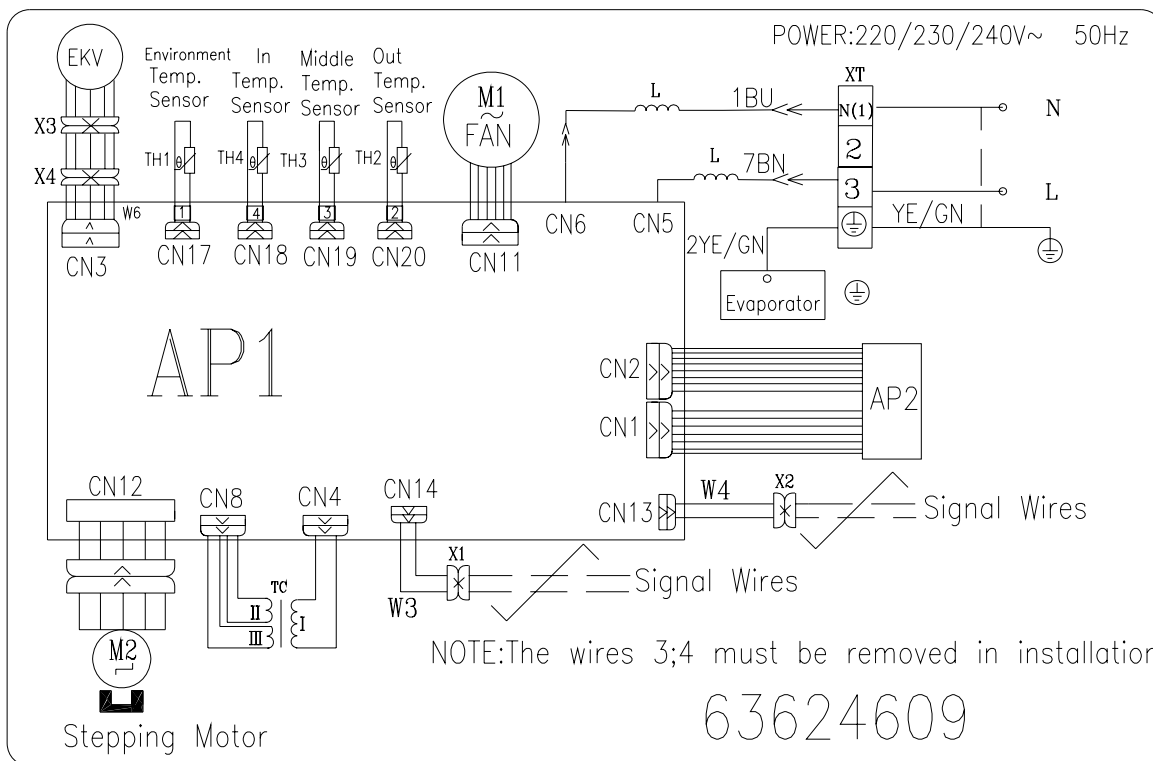 POWER:220/230/240V~ 50Hz
EKV
Environment
Temp.
Sensor
In
Temp.
Sensor
Middle
Temp.
Sensor
Out
Temp.
Sensor
M1
~
FAN
XT
L
1BU
N(1)
N
X3
TH1
θ
TH4
θ
TH3
θ
TH2
θ
2
L
7BN
X4
3
L
W6
1
4
3
2
CN6
CN5
YE/GN
CN3
CN17
CN18
CN19
CN20
CN11
2YE/GN
Evaporator
AP1
CN2
AP2
CN1
CN12
CN8
CN4
CN14
CN13
W4
X2
Signal Wires
X1
Signal Wires
TC
II
III
I
W3
M2
NOTE:The wires 3;4 must be removed in installation
63624609
Stepping Motor